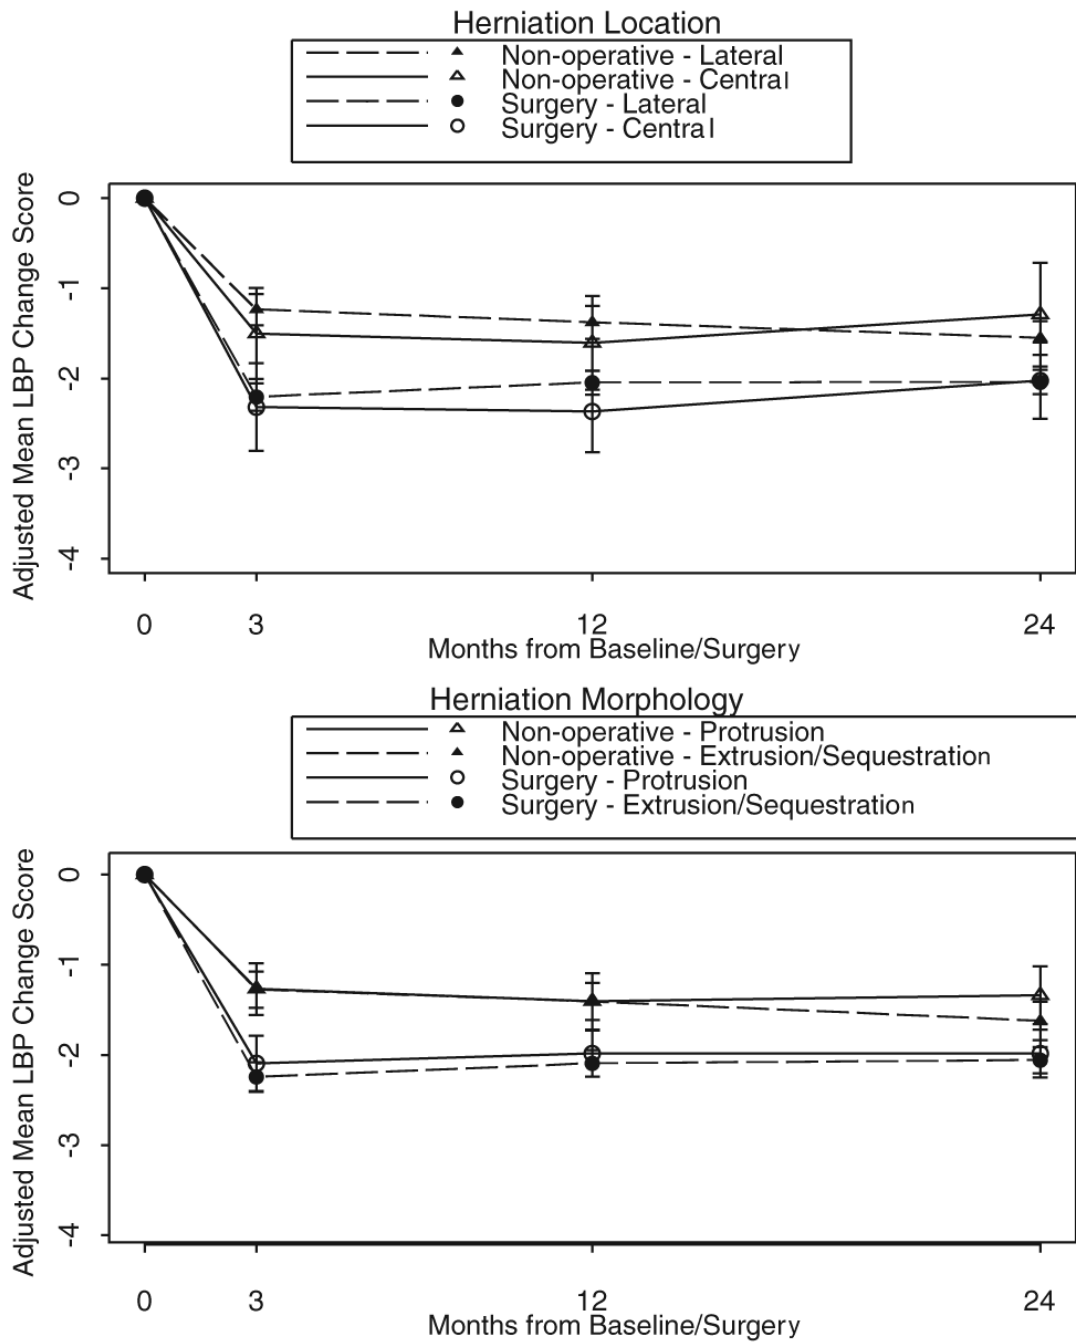 Herniation Location
Non-operative - Lateral
Non-operative - Central
Surgery - Lateral
Surgery - Central
Adjusted Mean LBP Change Score
0
-1
-2
-3
-4
0 3 12 24
Months from Baseline/Surgery
Herniation Morphology
Non-operative - Protrusion
Non-operative - Extrusion/Sequestration
Surgery - Protrusion
Surgery - Extrusion/Sequestration
Adjusted Mean LBP Change Score
0
-1
-2
-3
-4
0 3 12 24
Months from Baseline/Surgery